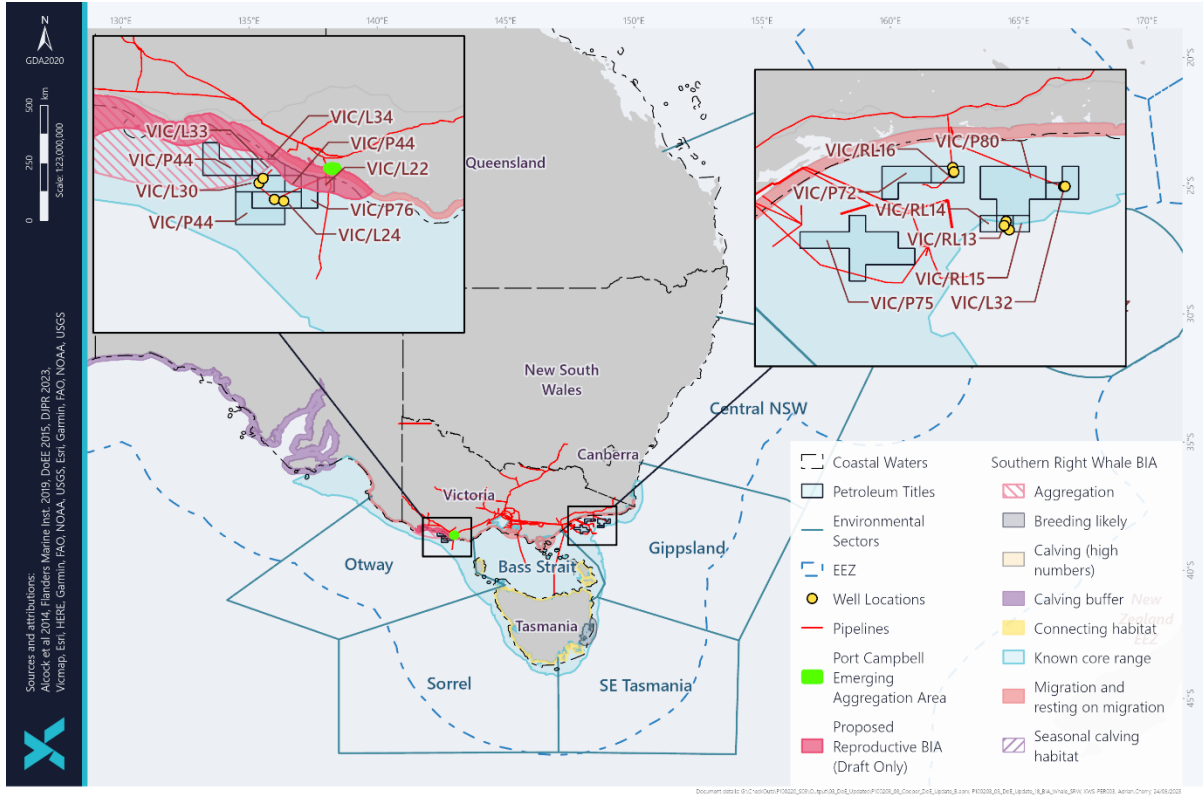 130°E
135°E
140°E
145°E
150°E
155°E
160°E
165°E
170°E
20°S
25°S
30°S
35°S
40°S
45°S
N
GDA2020
km
500
250
0
Scale: 1:23,000,000
Sources and attributions:
Alcock et al 2014, Flanders Marine Inst. 2019, DoEE 2015, DJPR 2023,
Vicmap, Esri, HERE, Garmin, FAO, NOAA, USGS, Esri, Garmin, FAO, NOAA, USGS
VIC/L34
VIC/L33
VIC/P44
VIC/P44
VIC/L22
VIC/L30
VIC/P76
VIC/P44
VIC/L24
VIC/RL16
VIC/P80
VIC/P72
VIC/RL14
VIC/RL13
VIC/RL15
VIC/P75
VIC/L32
Queensland
New South
Wales
Central NSW
Canberra
Victoria
Gippsland
Otway
Bass Strait
Tasmania
Sorrel
SE Tasmania
New
Zealand
EEZ
Coastal Waters
Petroleum Titles
Environmental
Sectors
EEZ
Well Locations
Pipelines
Port Campbell
Emerging
Aggregation Area
Proposed
Reproductive BIA
(Draft Only)
Southern Right Whale BIA
Aggregation
Breeding likely
Calving (high
numbers)
Calving buffer
Connecting habitat
Known core range
Migration and
resting on migration
Seasonal calving
habitat